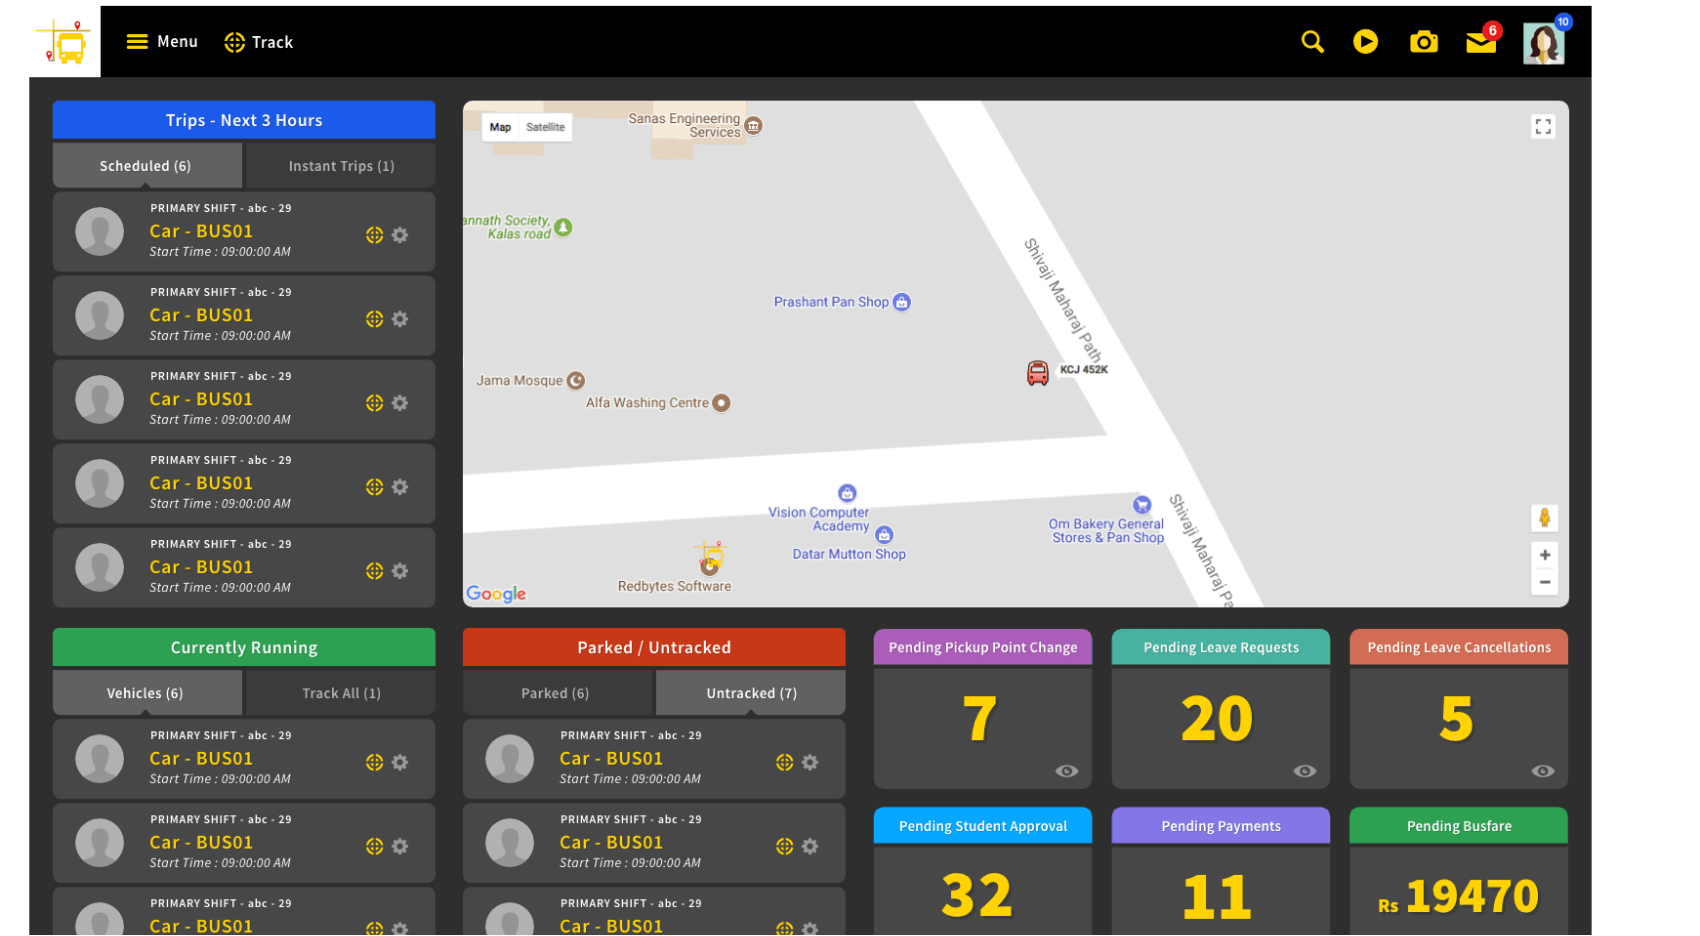 Menu
Track
6
10
Trips - Next 3 Hours
Scheduled (6)
Instant Trips (1)
PRIMARY SHIFT - abc - 29
Car - BUS01
Start Time : 09:00:00 AM
PRIMARY SHIFT - abc - 29
Car - BUS01
Start Time : 09:00:00 AM
PRIMARY SHIFT - abc - 29
Car - BUS01
Start Time : 09:00:00 AM
PRIMARY SHIFT - abc - 29
Car - BUS01
Start Time : 09:00:00 AM
PRIMARY SHIFT - abc - 29
Car - BUS01
Start Time : 09:00:00 AM
Map
Satellite
Sanas Engineering
Services
annath Society,
Kalas road
Shivaji Maharaj Path
Prashant Pan Shop
KCJ 452K
Jama Mosque
Alfa Washing Centre
Vision Computer
Academy
Datar Mutton Shop
Om Bakery General
Stores & Pan Shop
Shivaji Maharaj Pa
Redbytes Software
Google
+
−
Currently Running
Vehicles (6)
Track All (1)
PRIMARY SHIFT - abc - 29
Car - BUS01
Start Time : 09:00:00 AM
PRIMARY SHIFT - abc - 29
Car - BUS01
Start Time : 09:00:00 AM
PRIMARY SHIFT - abc - 29
Car - BUS01
Parked / Untracked
Parked (6)
Untracked (7)
PRIMARY SHIFT - abc - 29
Car - BUS01
Start Time : 09:00:00 AM
PRIMARY SHIFT - abc - 29
Car - BUS01
Start Time : 09:00:00 AM
PRIMARY SHIFT - abc - 29
Car - BUS01
Pending Pickup Point Change
7
Pending Leave Requests
20
Pending Leave Cancellations
5
Pending Student Approval
32
Pending Payments
11
Pending Busfare
Rs 19470